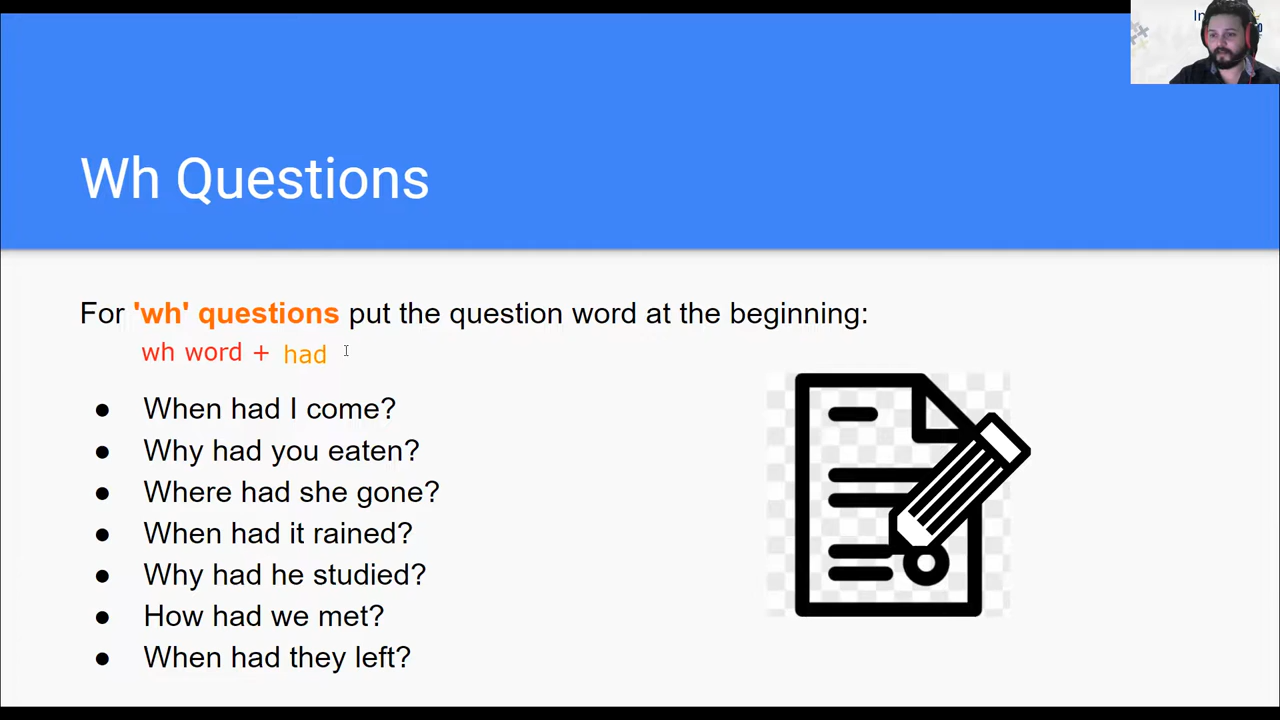 Wh Questions
For 'wh' questions put the question word at the beginning:
wh word + had
● When had I come?
● Why had you eaten?
● Where had she gone?
● When had it rained?
● Why had he studied?
● How had we met?
● When had they left?